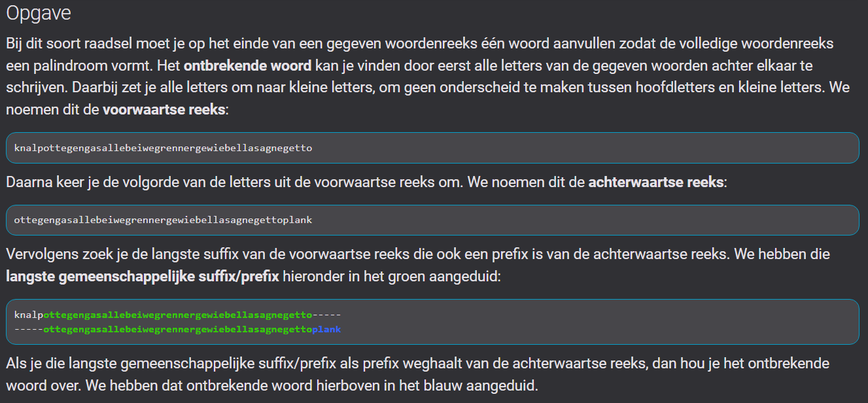 Opgave
Bij dit soort raadsel moet je op het einde van een gegeven woordenreeks één woord aanvullen zodat de volledige woordenreeks
een palindroom vormt. Het ontbrekende woord kan je vinden door eerst alle letters van de gegeven woorden achter elkaar te
schrijven. Daarbij zet je alle letters om naar kleine letters, om geen onderscheid te maken tussen hoofdletters en kleine letters. We
noemen dit de voorwaartse reeks:
knalpottegengasallebeiwegrennergewiebellasagnegetto
Daarna keer je de volgorde van de letters uit de voorwaartse reeks om. We noemen dit de achterwaartse reeks:
ottegengasallebeiwegrennergewiebellasagnegettoplank
Vervolgens zoek je de langste suffix van de voorwaartse reeks die ook een prefix is van de achterwaartse reeks. We hebben die
langste gemeenschappelijke suffix/prefix hieronder in het groen aangeduid:
knalpottegengasallebeiwegrennergewiebellasagnegetto-----
-----ottegengasallebeiwegrennergewiebellasagnegettoplank
Als je die langste gemeenschappelijke suffix/prefix als prefix weghaalt van de achterwaartse reeks, dan hou je het ontbrekende
woord over. We hebben dat ontbrekende woord hierboven in het blauw aangeduid.